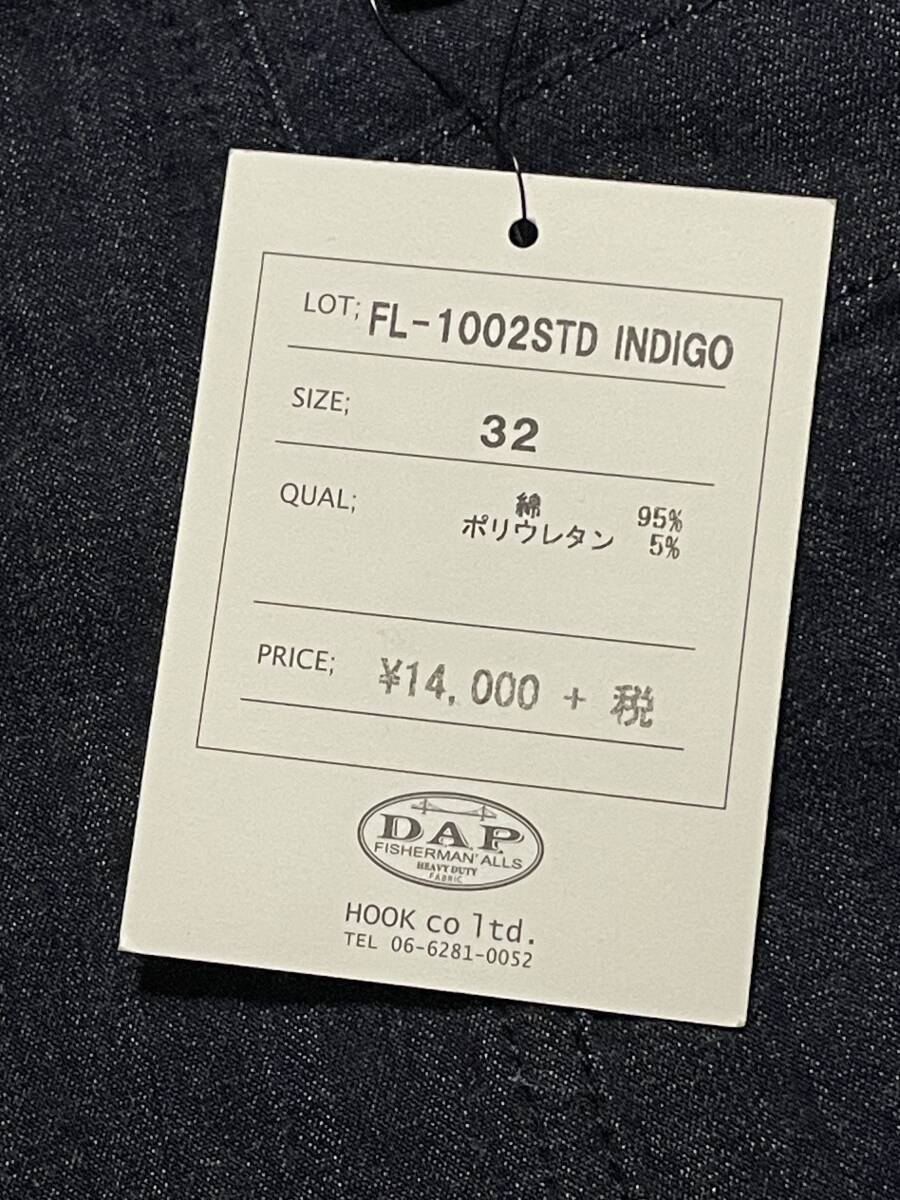 LOT; FL-1002STD INDIGO
SIZE; 32
QUAL; 綿 95%
ポリウレタン 5%
PRICE; ¥14,000 + 税
D.A.P
FISHERMAN'ALLS
HEAVY DUTY
FABRIC
HOOK co ltd.
TEL 06-6281-0052